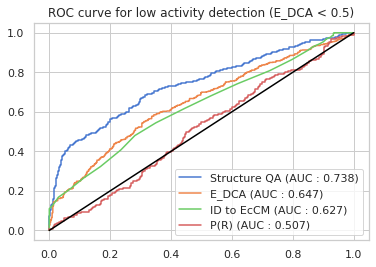 ROC curve for low activity detection (E_DCA < 0.5)
1.0
0.8
0.6
0.4
0.2
0.0
Structure QA (AUC : 0.738)
E_DCA (AUC : 0.647)
ID to EcCM (AUC : 0.627)
P(R) (AUC : 0.507)
0.0 0.2 0.4 0.6 0.8 1.0